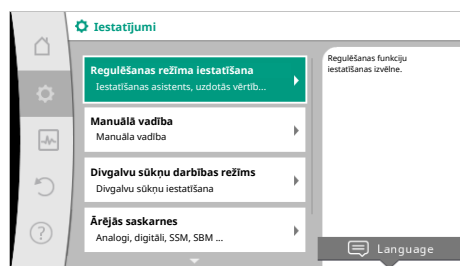 Iestatījumi
Regulēšanas režīma iestatīšana
Iestatīšanas asistents, uzdotās vērtīb...
Manuālā vadība
Manuāla vadība
Divgalvu sūkņu darbības režīms
Divgalvu sūkņu iestatīšana
Ārējās saskarnes
Analogi, digitāli, SSM, SBM ...
Regulēšanas funkciju
iestatīšanas izvēlne.
Language